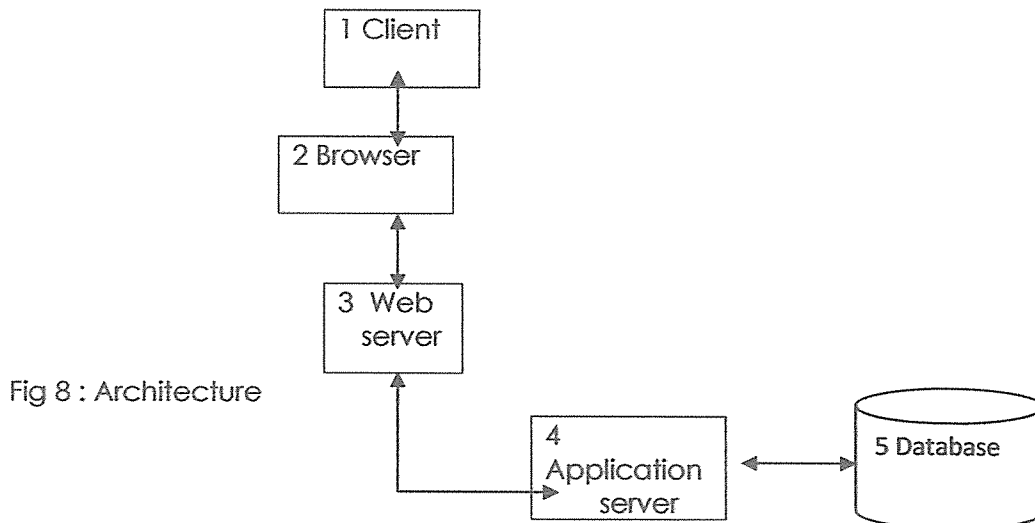 1 Client
2 Browser
3 Web
server
Fig 8 : Architecture
4
Application
server
5 Database